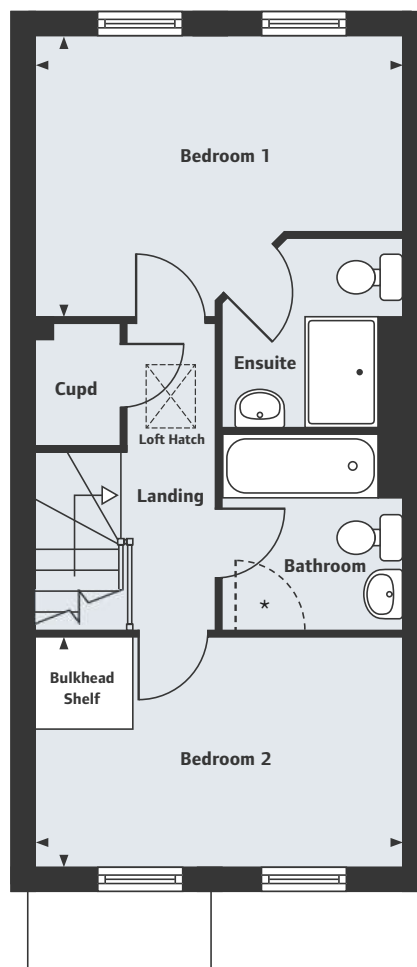 Bedroom 1
Ensuite
Cupd
Loft Hatch
Landing
Bathroom
*
Bulkhead
Shelf
Bedroom 2